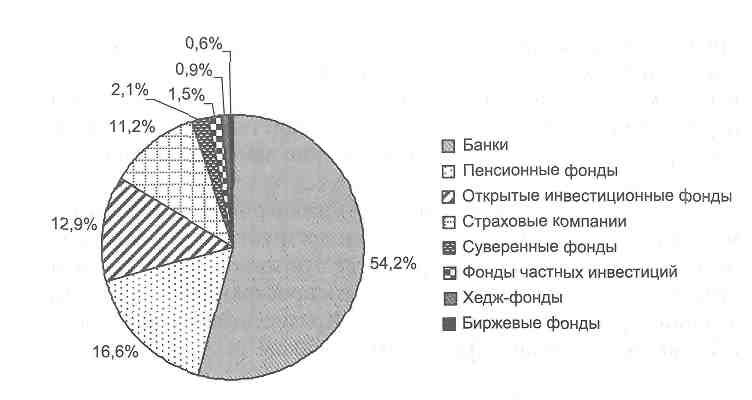 0,6%
0,9%
2,1%
1,5%
11,2%
12,9%
54,2%
16,6%
Банки
Пенсионные фонды
Открытые инвестиционные фонды
Страховые компании
Суверенные фонды
Фонды частных инвестиций
Хедж-фонды
Биржевые фонды